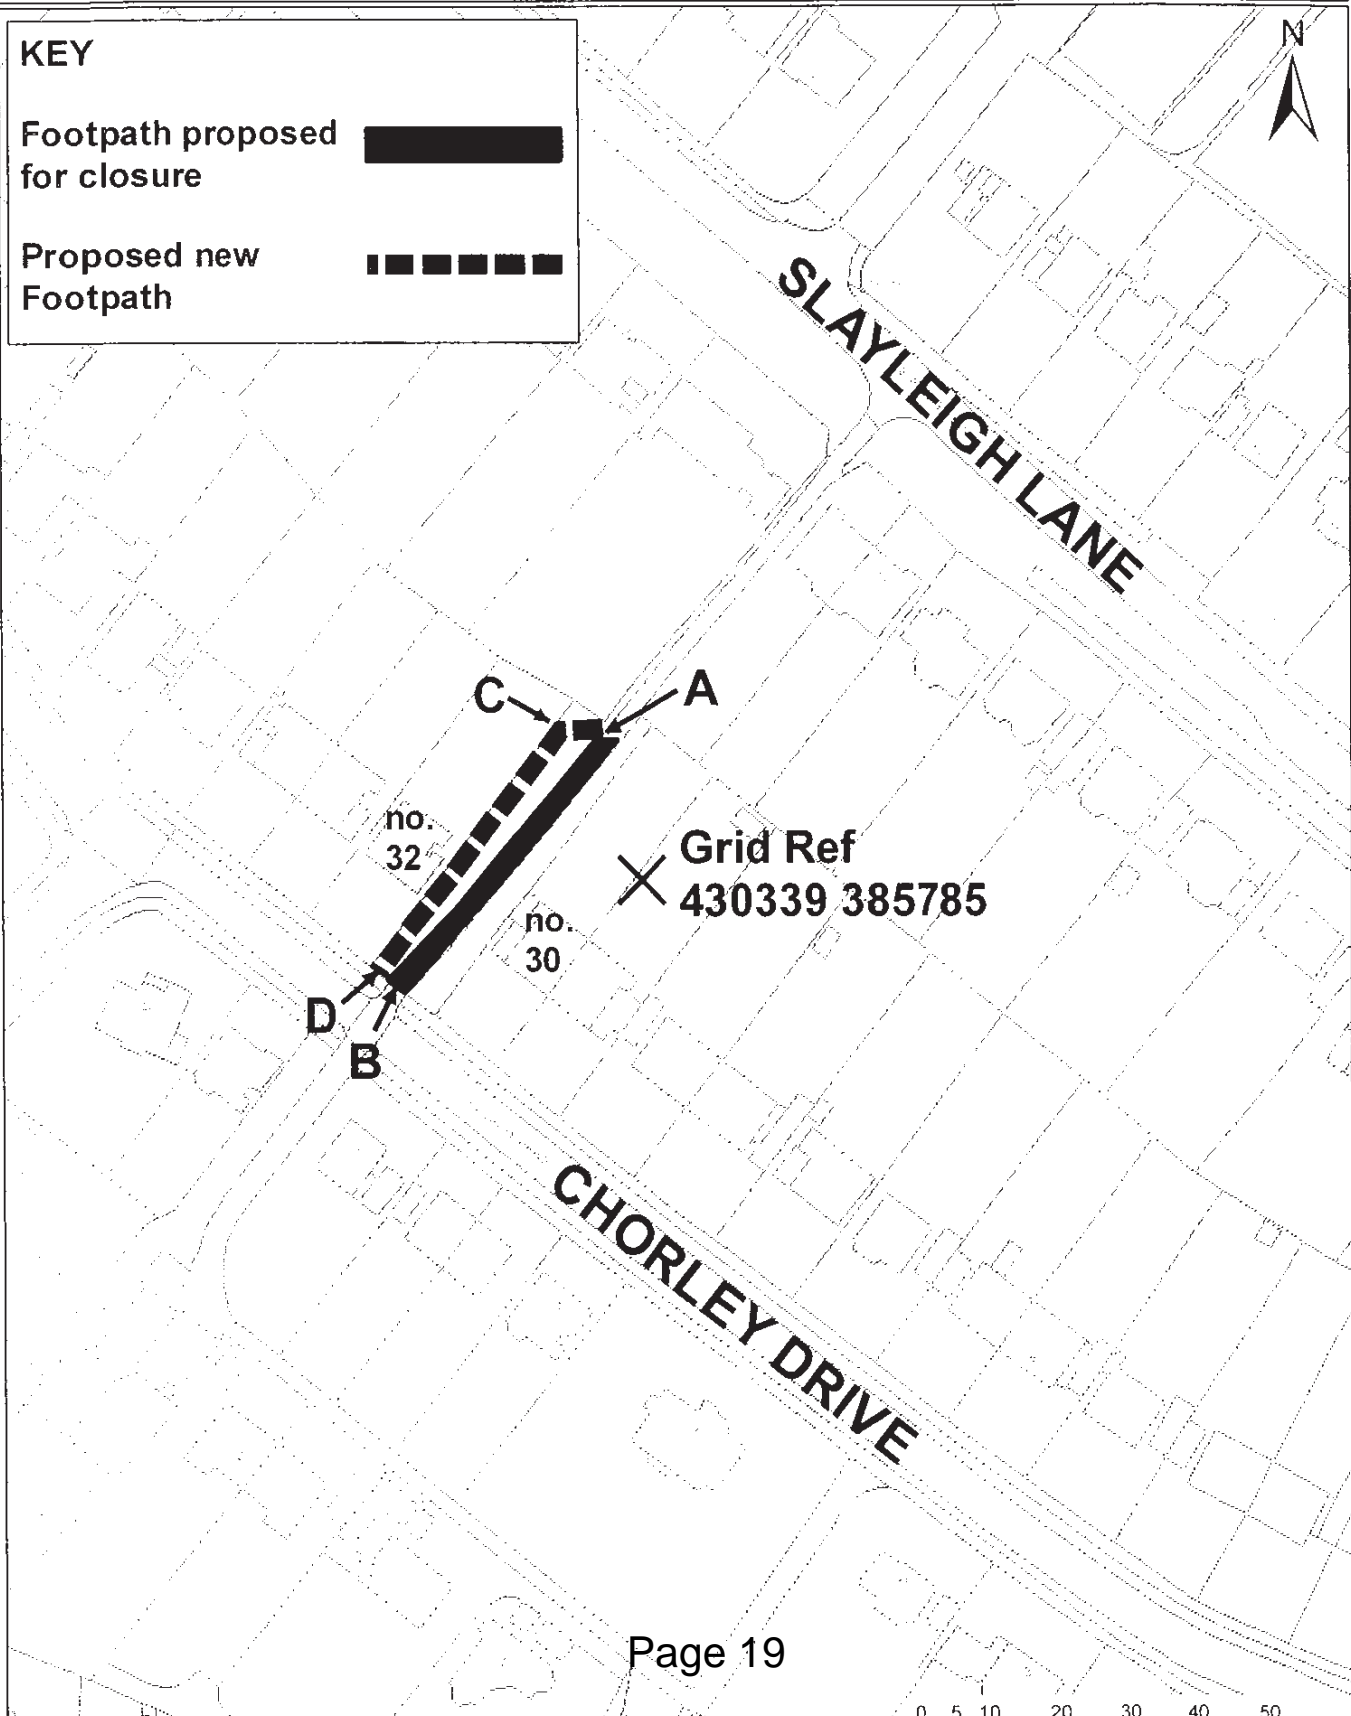 KEY
Footpath proposed
for closure
Proposed new
Footpath
N
SLAYLEIGH LANE
C
A
no.
32
Grid Ref
430339 385785
no.
30
D
B
CHORLEY DRIVE
Page 19
0 5 10 20 30 40 50